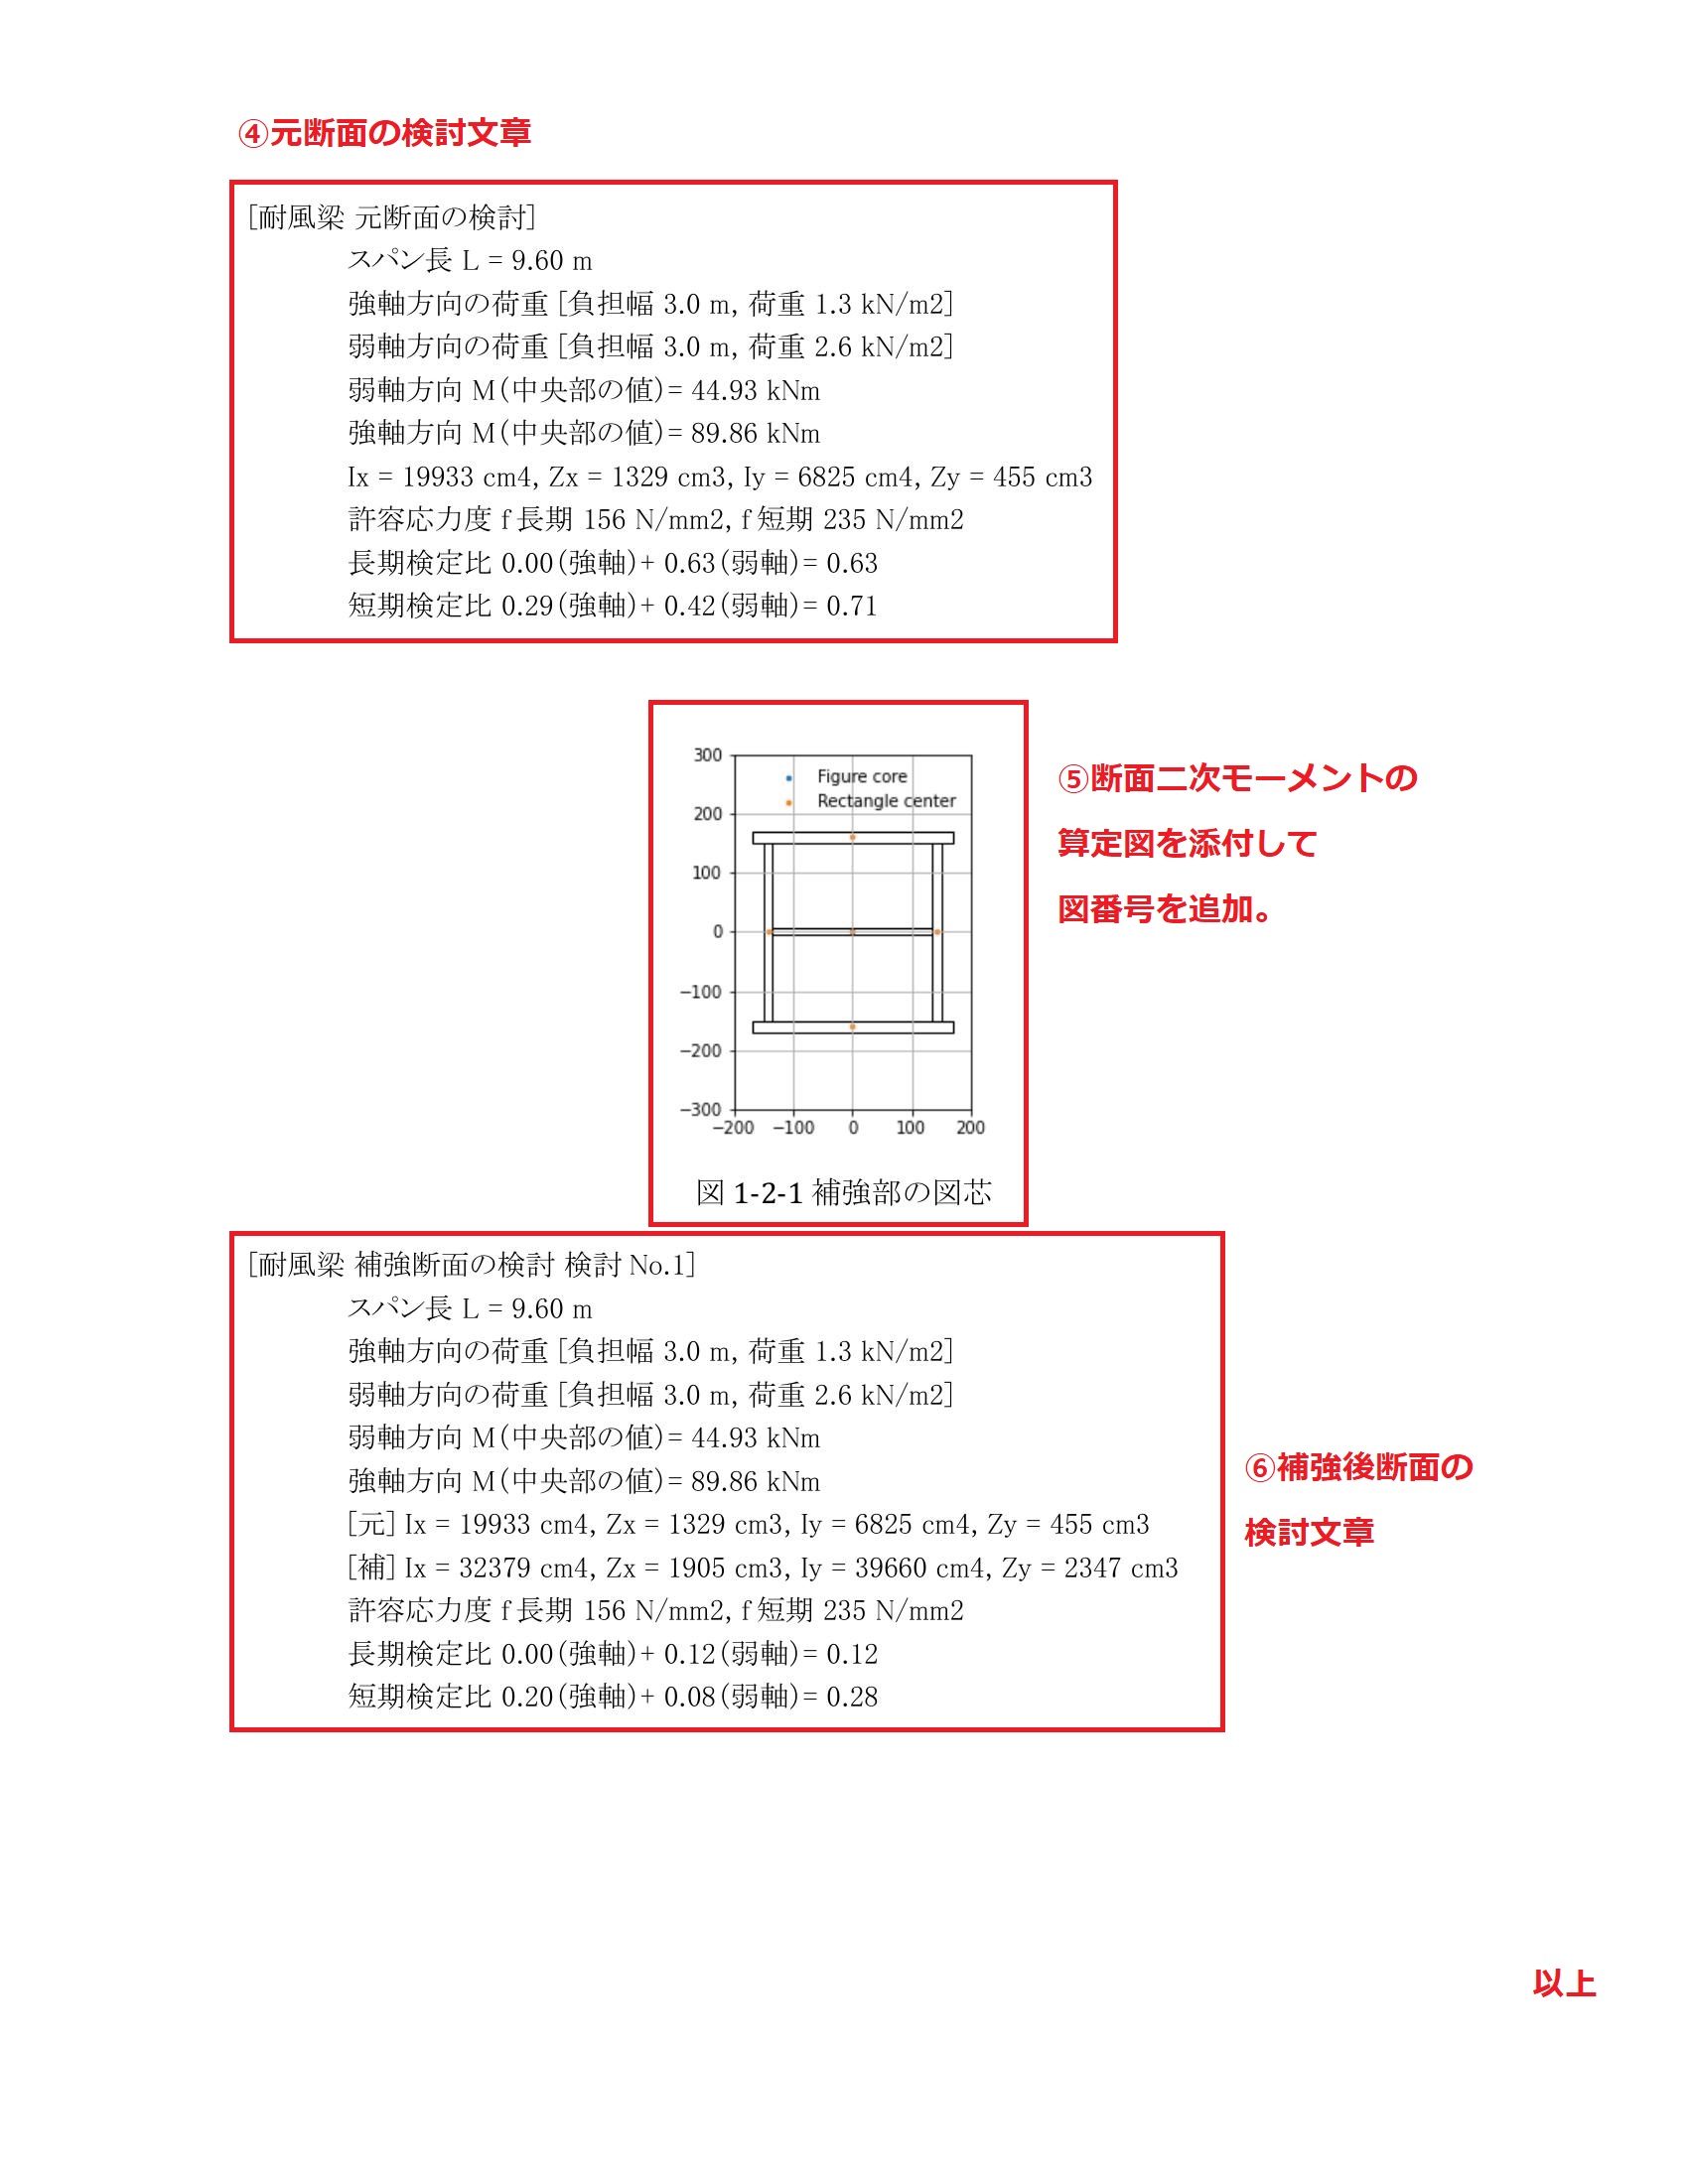 ④元断面の検討文章
[耐風梁 元断面の検討]
スパン長 L = 9.60 m
強軸方向の荷重 [負担幅 3.0 m, 荷重 1.3 kN/m2]
弱軸方向の荷重 [負担幅 3.0 m, 荷重 2.6 kN/m2]
弱軸方向 M(中央部の値)= 44.93 kNm
強軸方向 M(中央部の値)= 89.86 kNm
Ix = 19933 cm4, Zx = 1329 cm3, Iy = 6825 cm4, Zy = 455 cm3
許容応力度 f 長期 156 N/mm2, f 短期 235 N/mm2
長期検定比 0.00(強軸)+ 0.63(弱軸)= 0.63
短期検定比 0.29(強軸)+ 0.42(弱軸)= 0.71
300
200
100
0
−100
−200
−300
−200 −100 0 100 200
Figure core
Rectangle center
図 1-2-1 補強部の図芯
⑤断面二次モーメントの
算定図を添付して
図番号を追加。
[耐風梁 補強断面の検討 検討 No.1]
スパン長 L = 9.60 m
強軸方向の荷重 [負担幅 3.0 m, 荷重 1.3 kN/m2]
弱軸方向の荷重 [負担幅 3.0 m, 荷重 2.6 kN/m2]
弱軸方向 M(中央部の値)= 44.93 kNm
強軸方向 M(中央部の値)= 89.86 kNm
[元] Ix = 19933 cm4, Zx = 1329 cm3, Iy = 6825 cm4, Zy = 455 cm3
[補] Ix = 32379 cm4, Zx = 1905 cm3, Iy = 39660 cm4, Zy = 2347 cm3
許容応力度 f 長期 156 N/mm2, f 短期 235 N/mm2
長期検定比 0.00(強軸)+ 0.12(弱軸)= 0.12
短期検定比 0.20(強軸)+ 0.08(弱軸)= 0.28
⑥補強後断面の
検討文章
以上